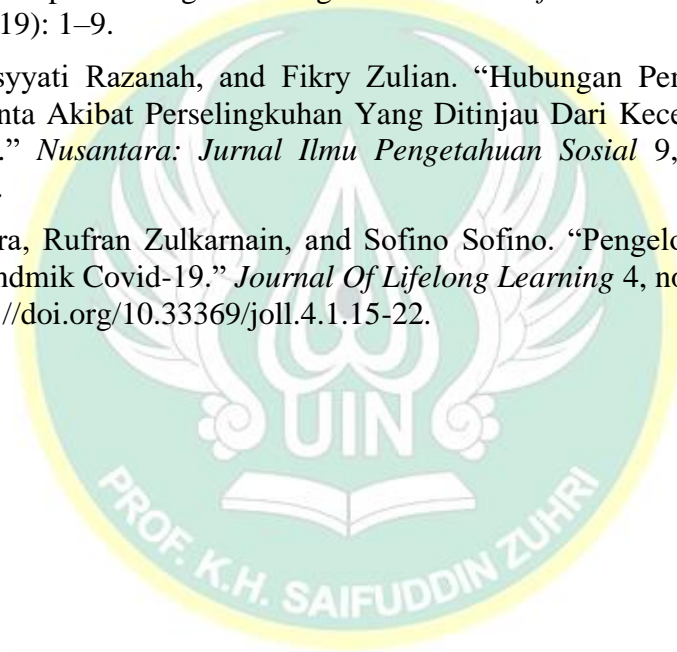 19): 1–9.
syyati Razanah, and Fikry Zulian. “Hubungan Per
nta Akibat Perselingkuhan Yang Ditinjau Dari Kece
.” Nusantara: Jurnal Ilmu Pengetahuan Sosial 9,
.
ra, Rufran Zulkarnain, and Sofino Sofino. “Pengelo
ndmik Covid-19.” Journal Of Lifelong Learning 4, no
://doi.org/10.33369/joll.4.1.15-22.
UIN
PROF. K.H. SAIFUDDIN ZUHRI